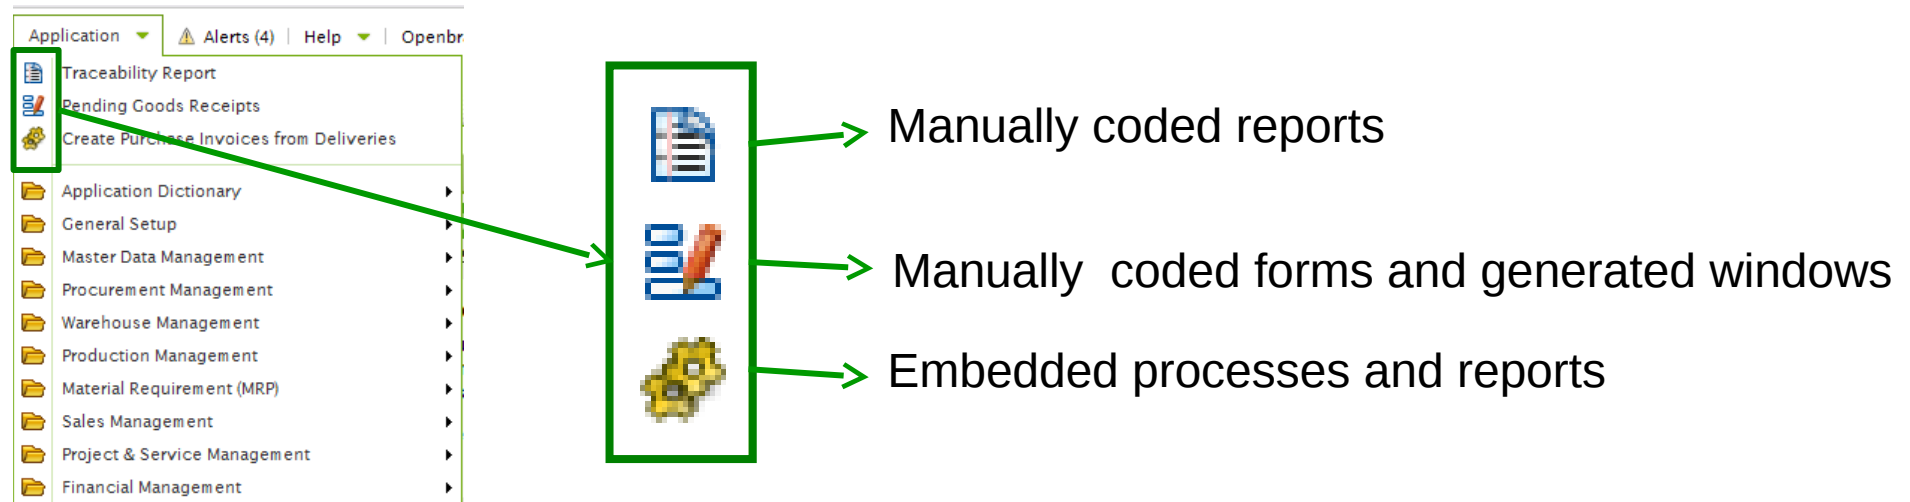 Application Alerts (4) Help Openbr
Traceability Report
Pending Goods Receipts
Create Purchase Invoices from Deliveries
Application Dictionary
General Setup
Master Data Management
Procurement Management
Warehouse Management
Production Management
Material Requirement (MRP)
Sales Management
Project & Service Management
Financial Management
Manually coded reports
Manually  coded forms and generated windows
Embedded processes and reports